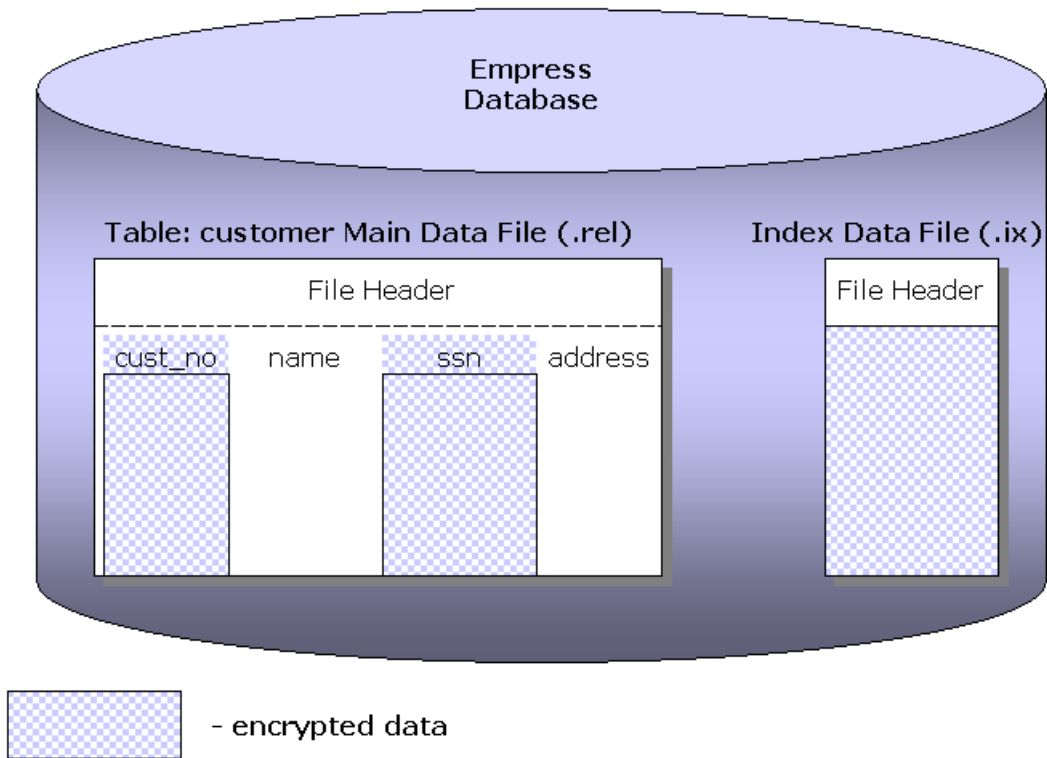 Empress
Database
Table: customer Main Data File (.rel)
Index Data File (.ix)
File Header
File Header
cust_no name ssn address
- encrypted data